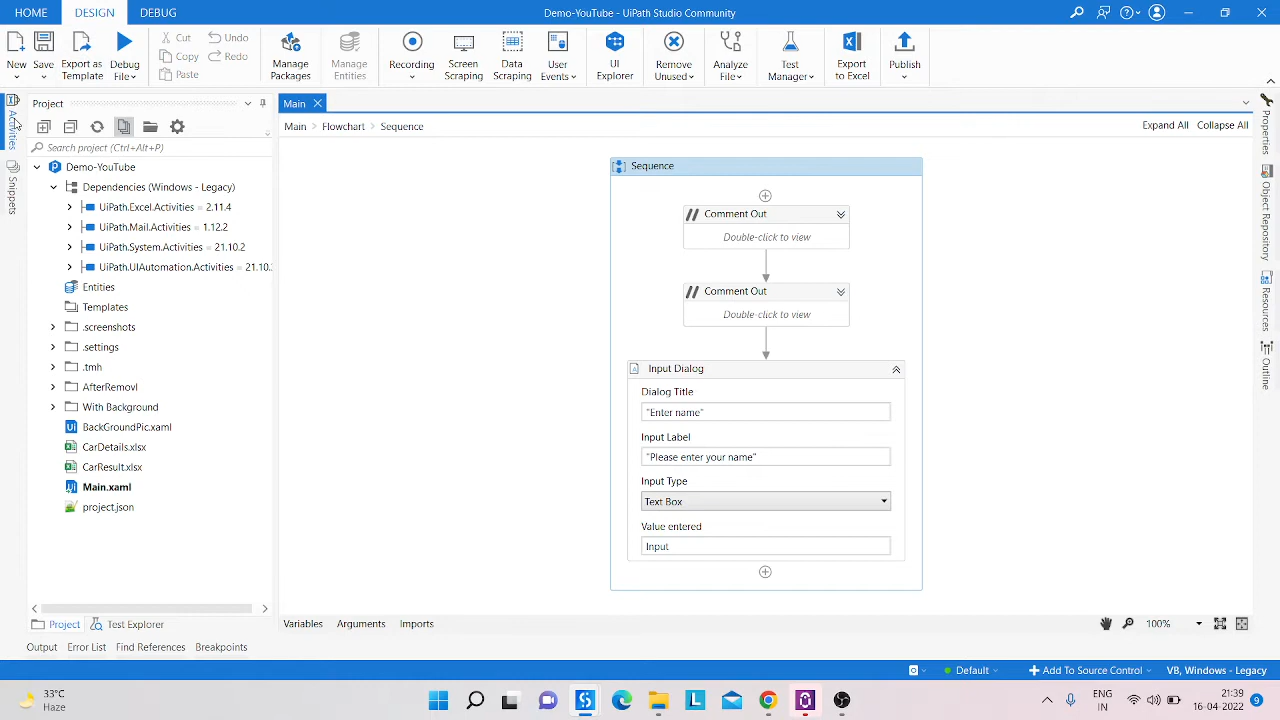 HOME DESIGN DEBUG
Demo-YouTube - UiPath Studio Community
New Save Export as Template Debug File
Cut Copy Paste Undo Redo
Manage Packages Manage Entities Recording Screen Scraping Data Scraping User Events UI Explorer Remove Unused Analyze File Test Manager Export to Excel Publish
Project
Main
Activities
Snippets
Search project (Ctrl+Alt+P)
Demo-YouTube
Dependencies (Windows - Legacy)
UiPath.Excel.Activities = 2.11.4
UiPath.Mail.Activities = 1.12.2
UiPath.System.Activities = 21.10.2
UiPath.UIAutomation.Activities = 21.10.
Entities
Templates
.screenshots
.settings
.tmh
AfterRemovl
With Background
BackGroundPic.xaml
CarDetails.xlsx
CarResult.xlsx
Main.xaml
project.json
Project Test Explorer
Main > Flowchart > Sequence
Expand All Collapse All
Sequence
Comment Out
Double-click to view
Comment Out
Double-click to view
Input Dialog
Dialog Title
"Enter name"
Input Label
"Please enter your name"
Input Type
Text Box
Value entered
Input
Properties
Object Repository
Resources
Outline
Variables Arguments Imports
100%
Output Error List Find References Breakpoints
Default Add To Source Control VB, Windows - Legacy
33°C
Haze
ENG
IN
21:39
16-04-2022
9